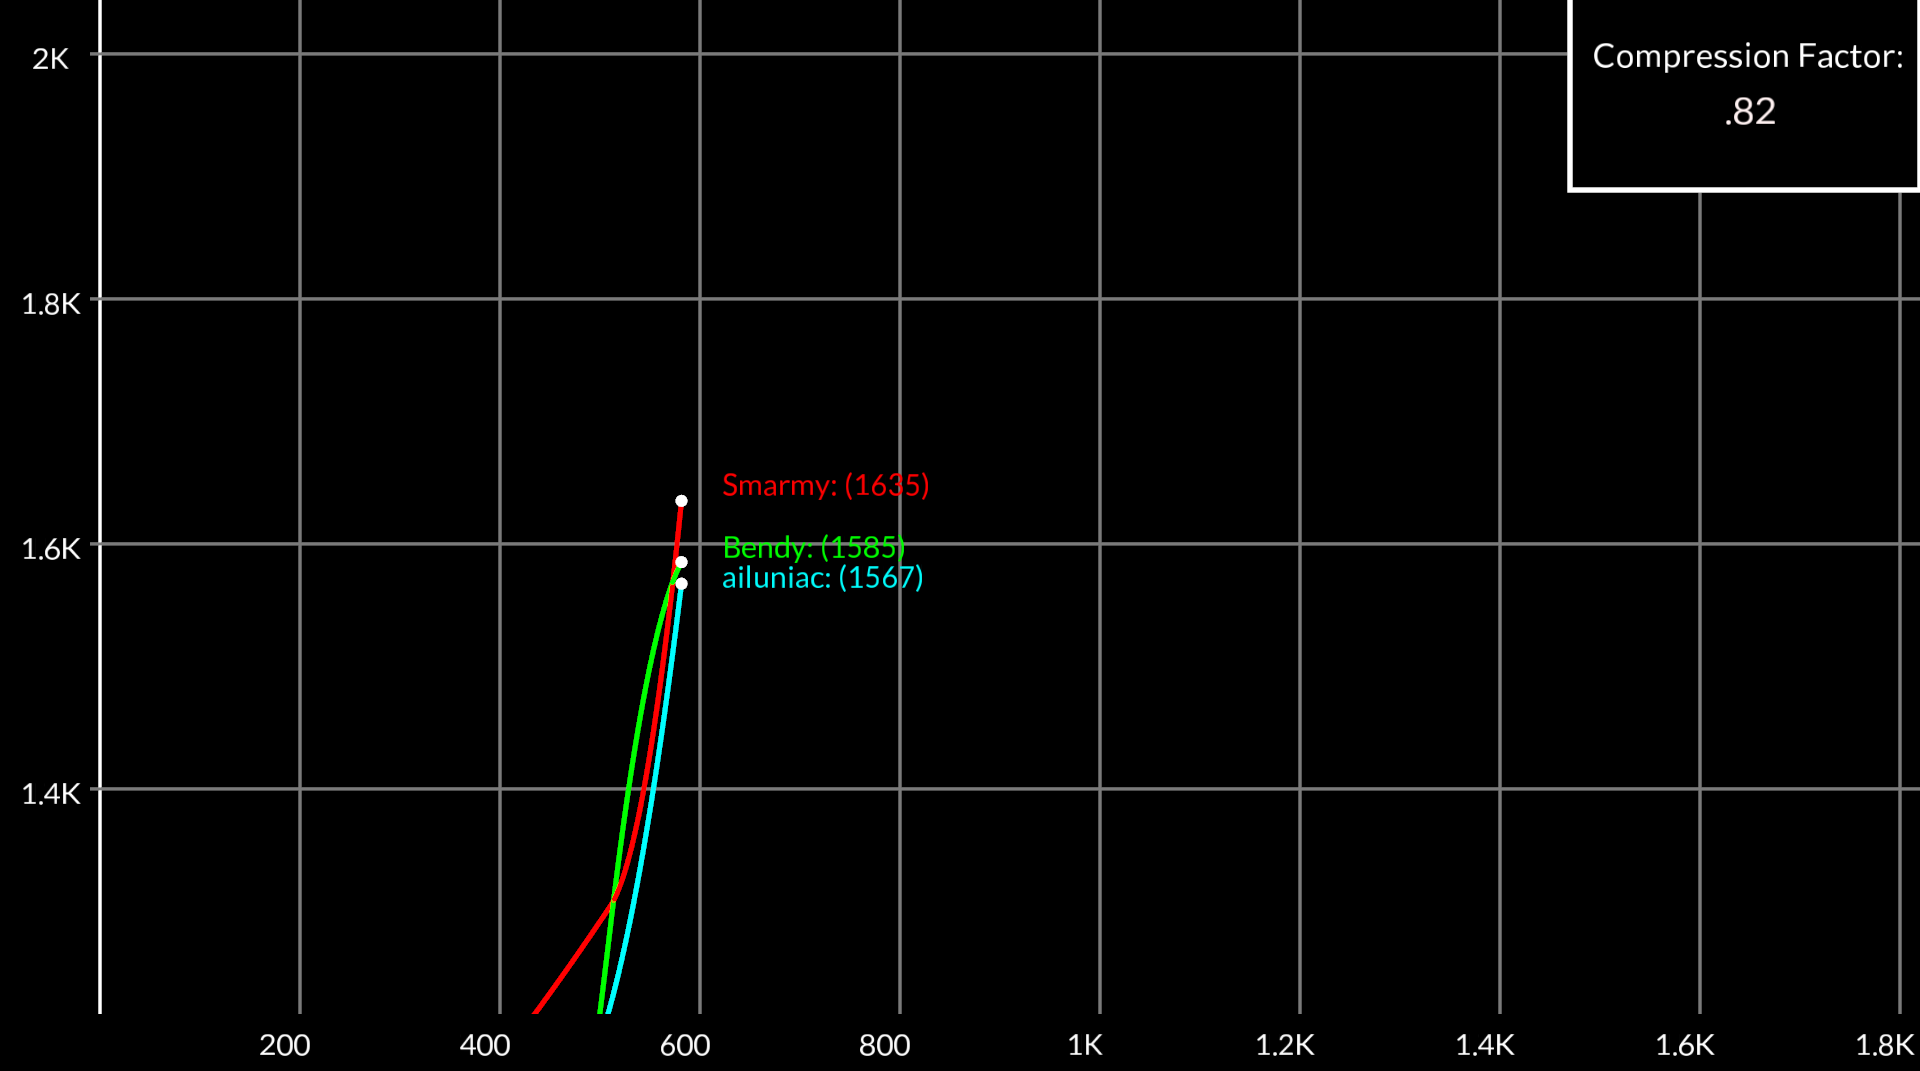 2K
1.8K
1.6K
1.4K
Compression Factor:
.82
Smarmy: (1635)
Bendy: (1585)
ailuniac: (1567)
200 400 600 800 1K 1.2K 1.4K 1.6K 1.8K